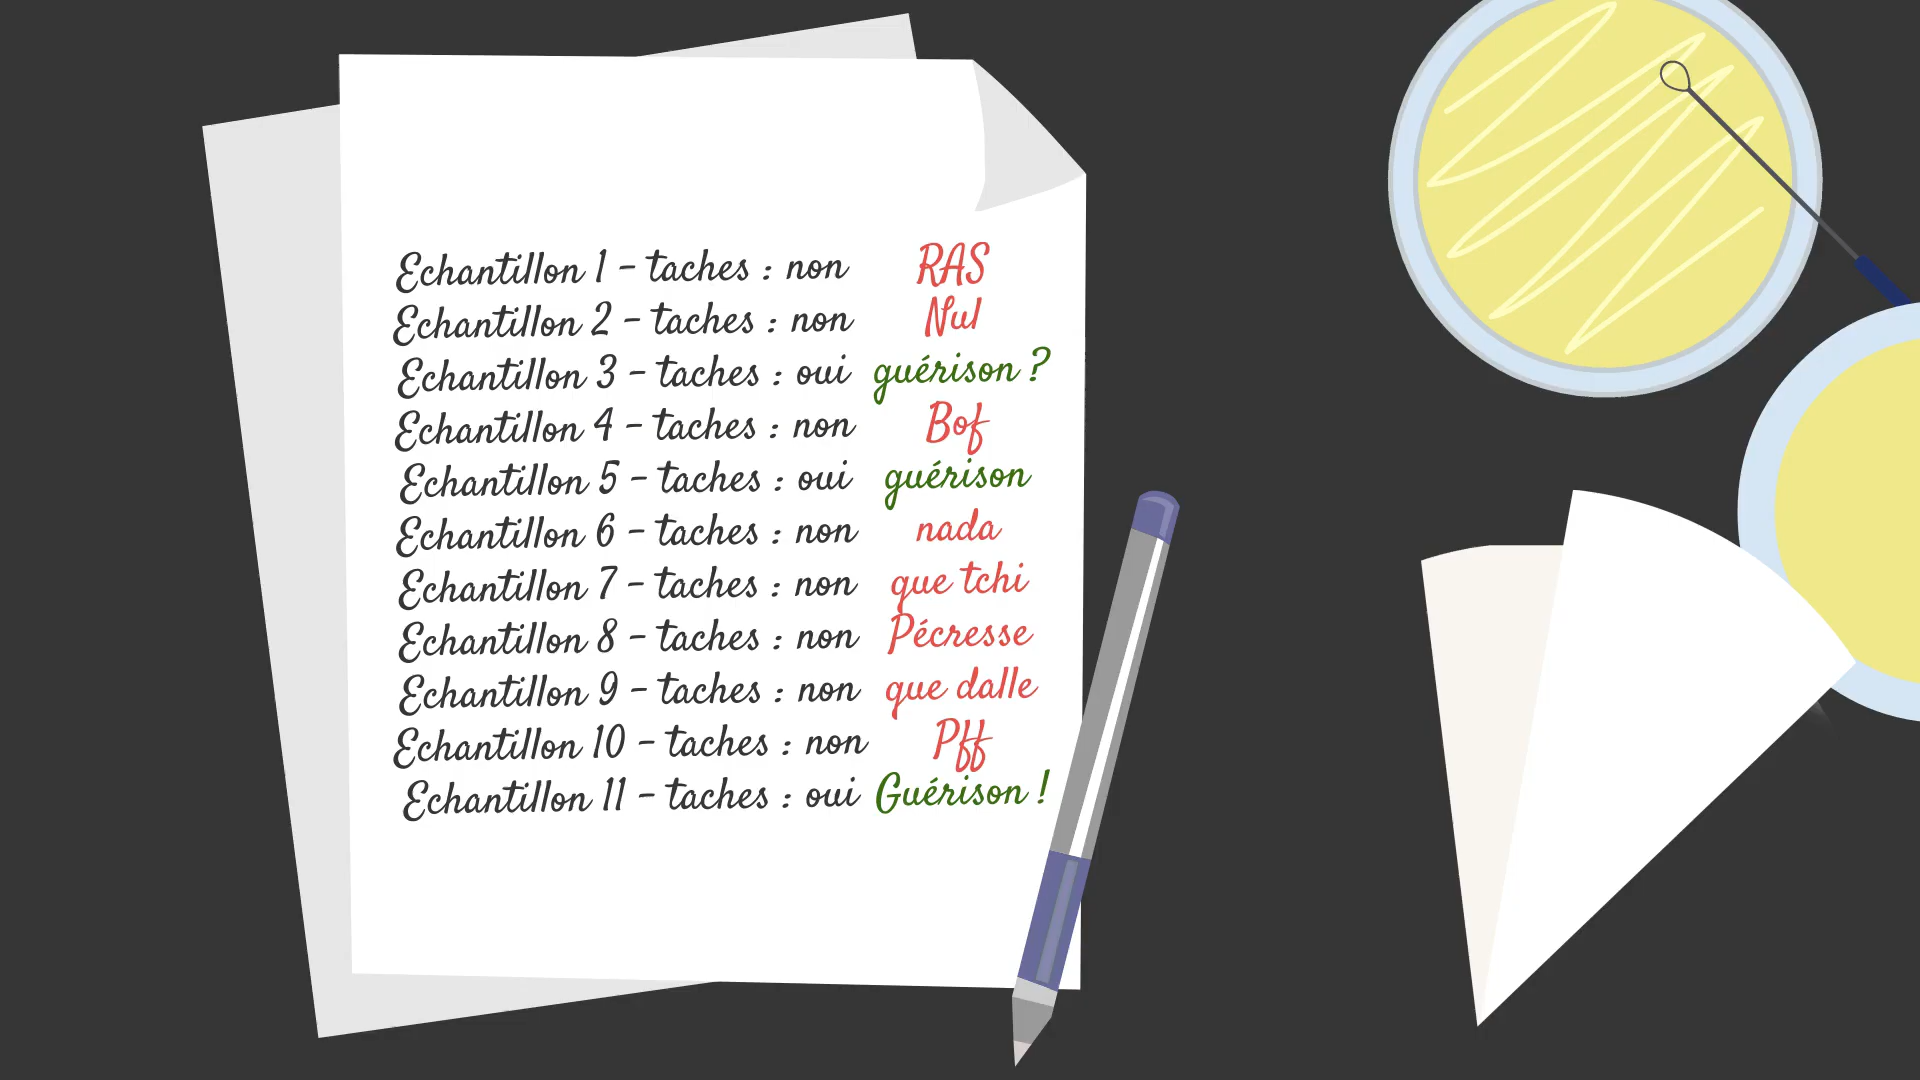 Echantillon 1 - taches : non RAS
Echantillon 2 - taches : non Nul
Echantillon 3 - taches : oui guérison ?
Echantillon 4 - taches : non Bof
Echantillon 5 - taches : oui guérison
Echantillon 6 - taches : non nada
Echantillon 7 - taches : non que tchi
Echantillon 8 - taches : non Pécresse
Echantillon 9 - taches : non que dalle
Echantillon 10 - taches : non Pff
Echantillon 11 - taches : oui Guérison !